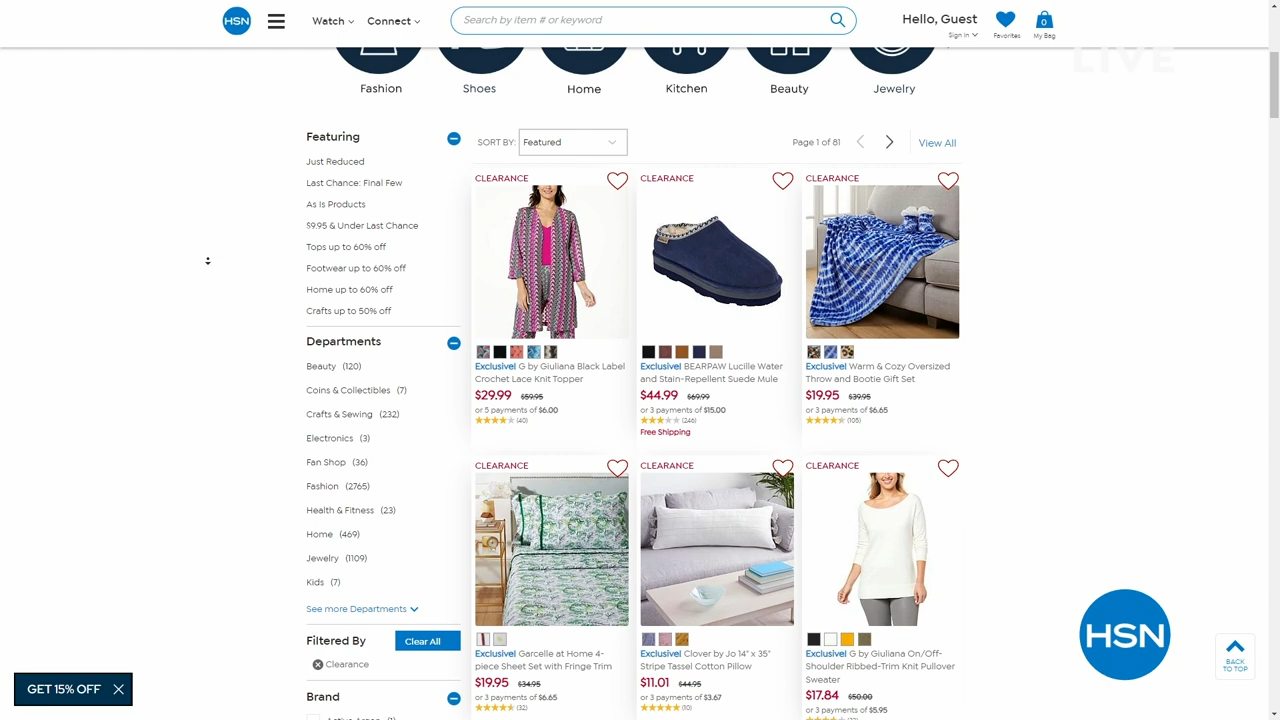 HSN
Watch
Connect
Search by item # or keyword
Hello, Guest
Sign In
Favorites
0
My Bag
LIVE
Fashion
Shoes
Home
Kitchen
Beauty
Jewelry
Featuring
Just Reduced
Last Chance: Final Few
As Is Products
$9.95 & Under Last Chance
Tops up to 60% off
Footwear up to 60% off
Home up to 60% off
Crafts up to 50% off
Departments
Beauty (120)
Coins & Collectibles (7)
Crafts & Sewing (232)
Electronics (3)
Fan Shop (36)
Fashion (2765)
Health & Fitness (23)
Home (469)
Jewelry (1109)
Kids (7)
See more Departments
Filtered By
Clear All
Clearance
Brand
SORT BY: Featured
Page 1 of 81
View All
CLEARANCE
Exclusive! G by Giuliana Black Label
Crochet Lace Knit Topper
$29.99 $59.95
or 5 payments of $6.00
(40)
CLEARANCE
Exclusive! BEARPAW Lucille Water
and Stain-Repellent Suede Mule
$44.99 $69.99
or 3 payments of $15.00
(246)
Free Shipping
CLEARANCE
Exclusive! Warm & Cozy Oversized
Throw and Bootie Gift Set
$19.95 $39.95
or 3 payments of $6.65
(105)
CLEARANCE
Exclusive! Garcelle at Home 4-
piece Sheet Set with Fringe Trim
$19.95 $34.95
or 3 payments of $6.65
(32)
CLEARANCE
Exclusive! Clover by Jo 14" x 35"
Stripe Tassel Cotton Pillow
$11.01 $44.95
or 3 payments of $3.67
(10)
CLEARANCE
Exclusive! G by Giuliana On/Off-
Shoulder Ribbed-Trim Knit Pullover
Sweater
$17.84 $50.00
or 3 payments of $5.95
GET 15% OFF
HSN
BACK
TO TOP